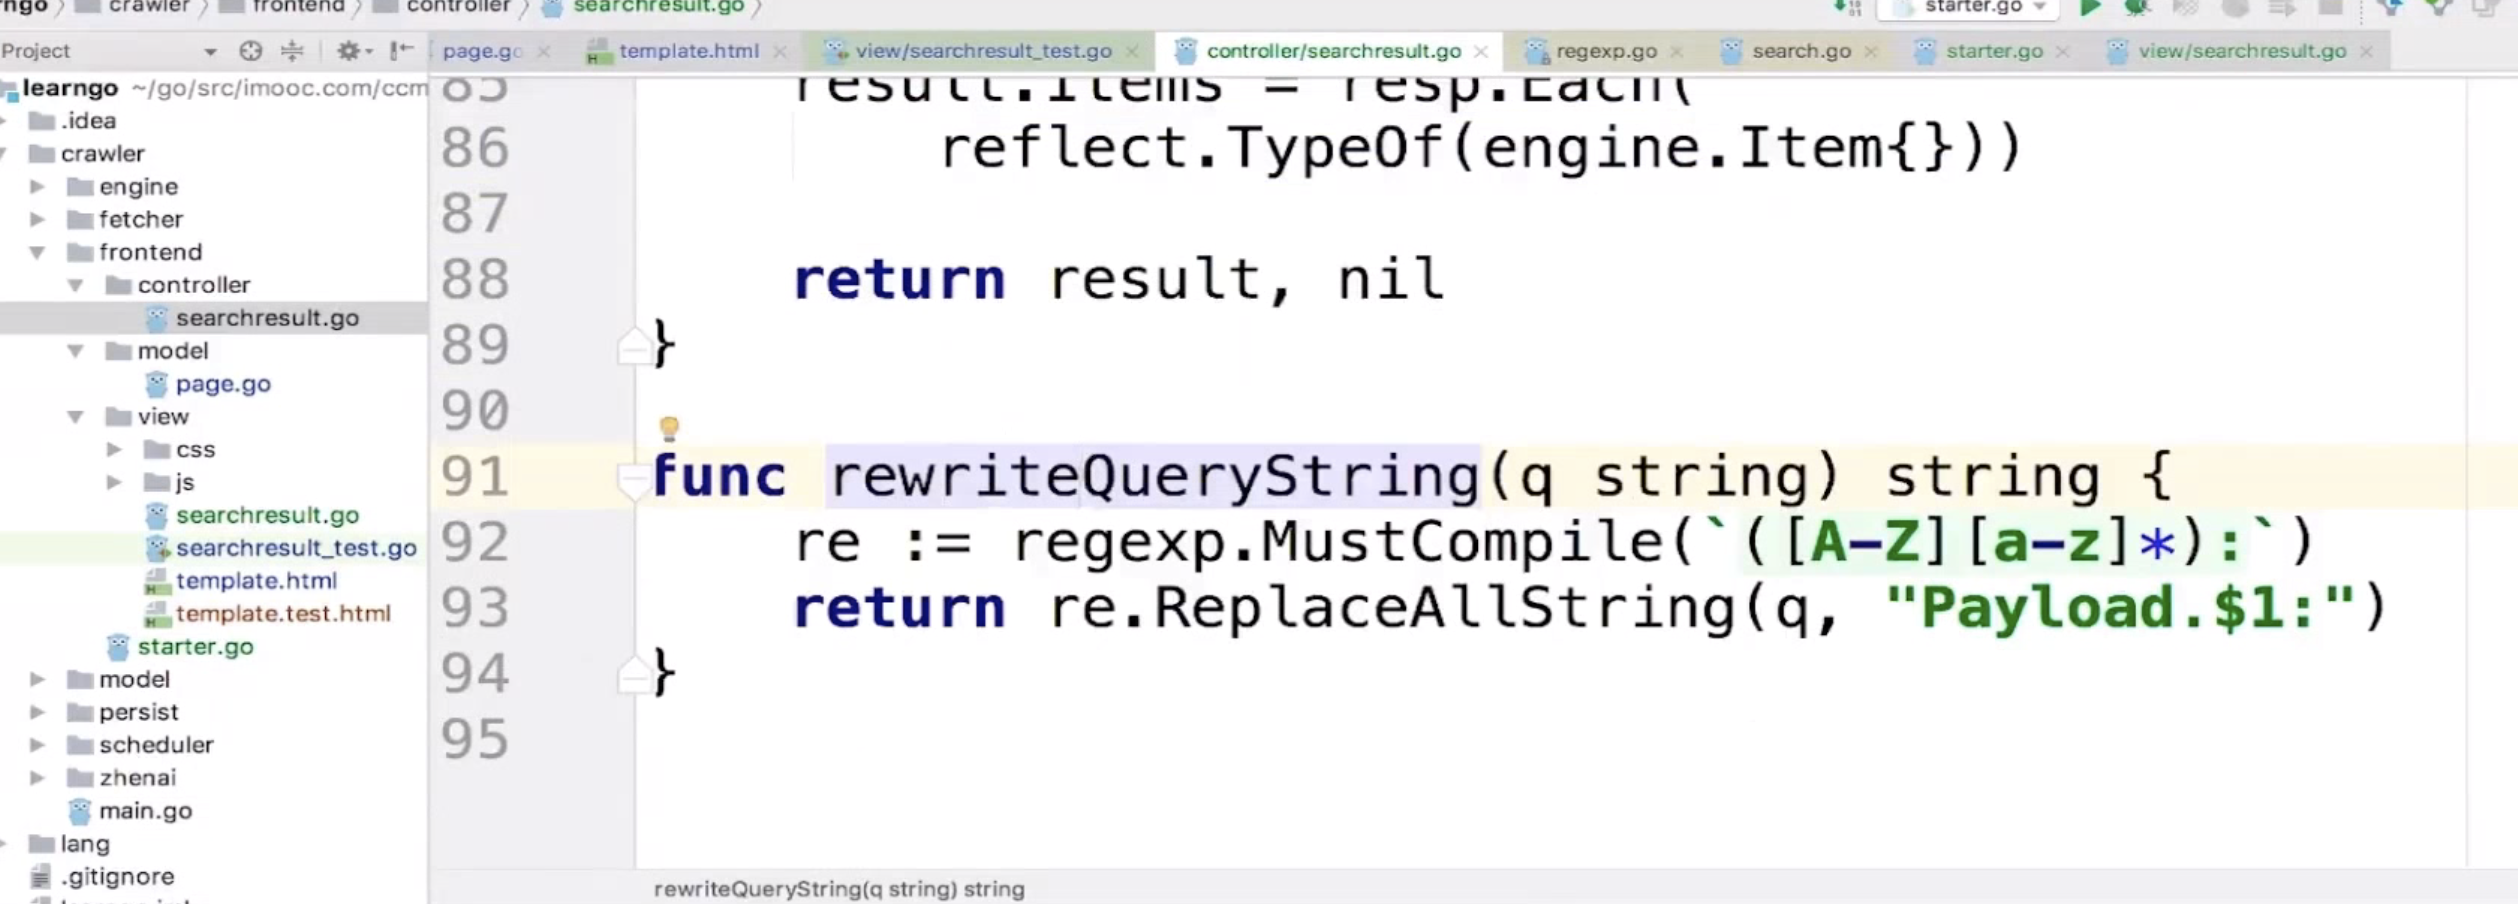 crawler frontend controller searchresult.go starter.go
Project page.go template.html view/searchresult_test.go controller/searchresult.go regexp.go search.go starter.go view/searchresult.go
learngo ~/go/src/imooc.com/ccm
.idea
crawler
engine
fetcher
frontend
controller
searchresult.go
model
page.go
view
css
js
searchresult.go
searchresult_test.go
template.html
template.test.html
starter.go
model
persist
scheduler
zhenai
main.go
lang
.gitignore
85 result.Items = resp.Each(
86 reflect.TypeOf(engine.Item{}))
87
88 return result, nil
89 }
90
91 func rewriteQueryString(q string) string {
92 re := regexp.MustCompile(`([A-Z][a-z]*):`)
93 return re.ReplaceAllString(q, "Payload.$1:")
94 }
95
rewriteQueryString(q string) string